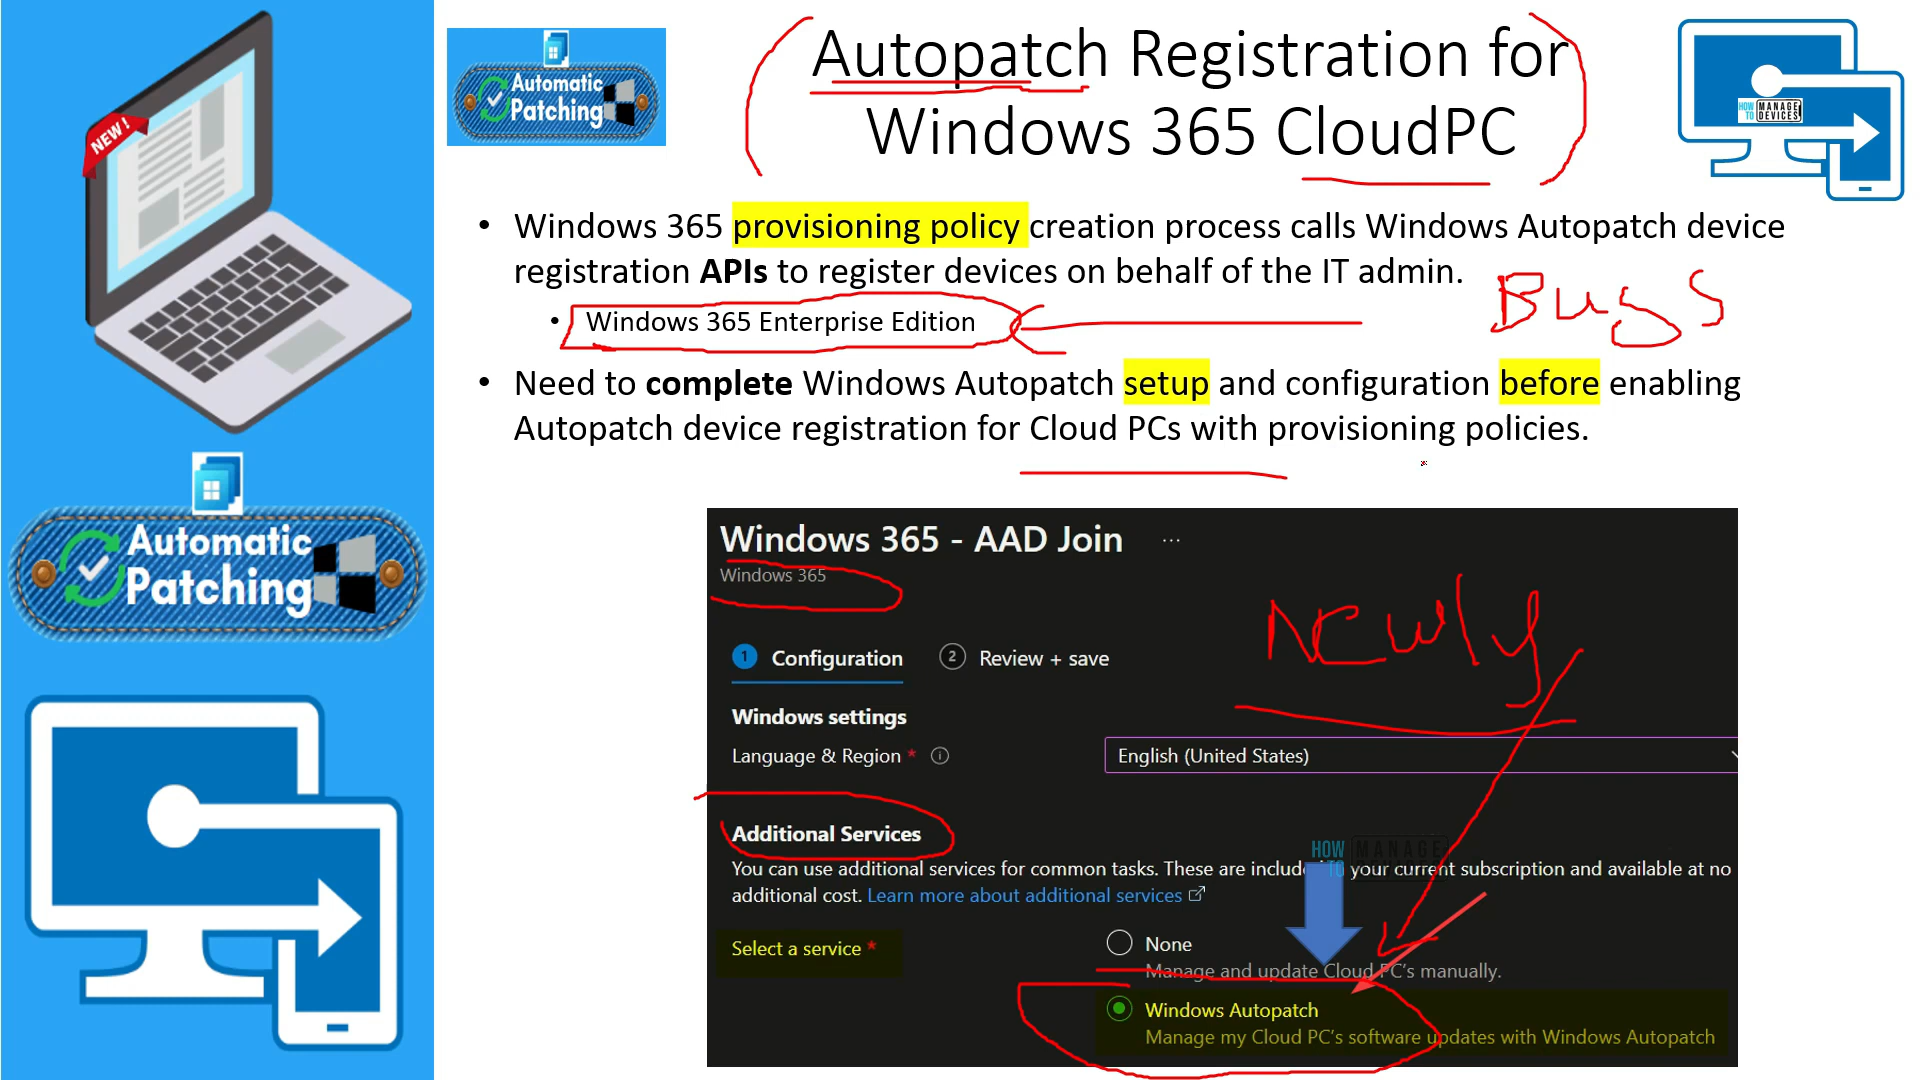 NEW!
Automatic
Patching
Automatic
Patching
Autopatch Registration for
Windows 365 CloudPC
HOW
TO
MANAGE
DEVICES
• Windows 365 provisioning policy creation process calls Windows Autopatch device
registration APIs to register devices on behalf of the IT admin.
Bugs
• Windows 365 Enterprise Edition
• Need to complete Windows Autopatch setup and configuration before enabling
Autopatch device registration for Cloud PCs with provisioning policies.
Windows 365 - AAD Join ...
Windows 365
Newly
1 Configuration 2 Review + save
Windows settings
Language & Region * English (United States)
Additional Services
HOW
TO
MANAGE
DEVICES
You can use additional services for common tasks. These are include your current subscription and available at no
additional cost. Learn more about additional services
Select a service *
None
Manage and update Cloud PC's manually.
Windows Autopatch
Manage my Cloud PC's software updates with Windows Autopatch